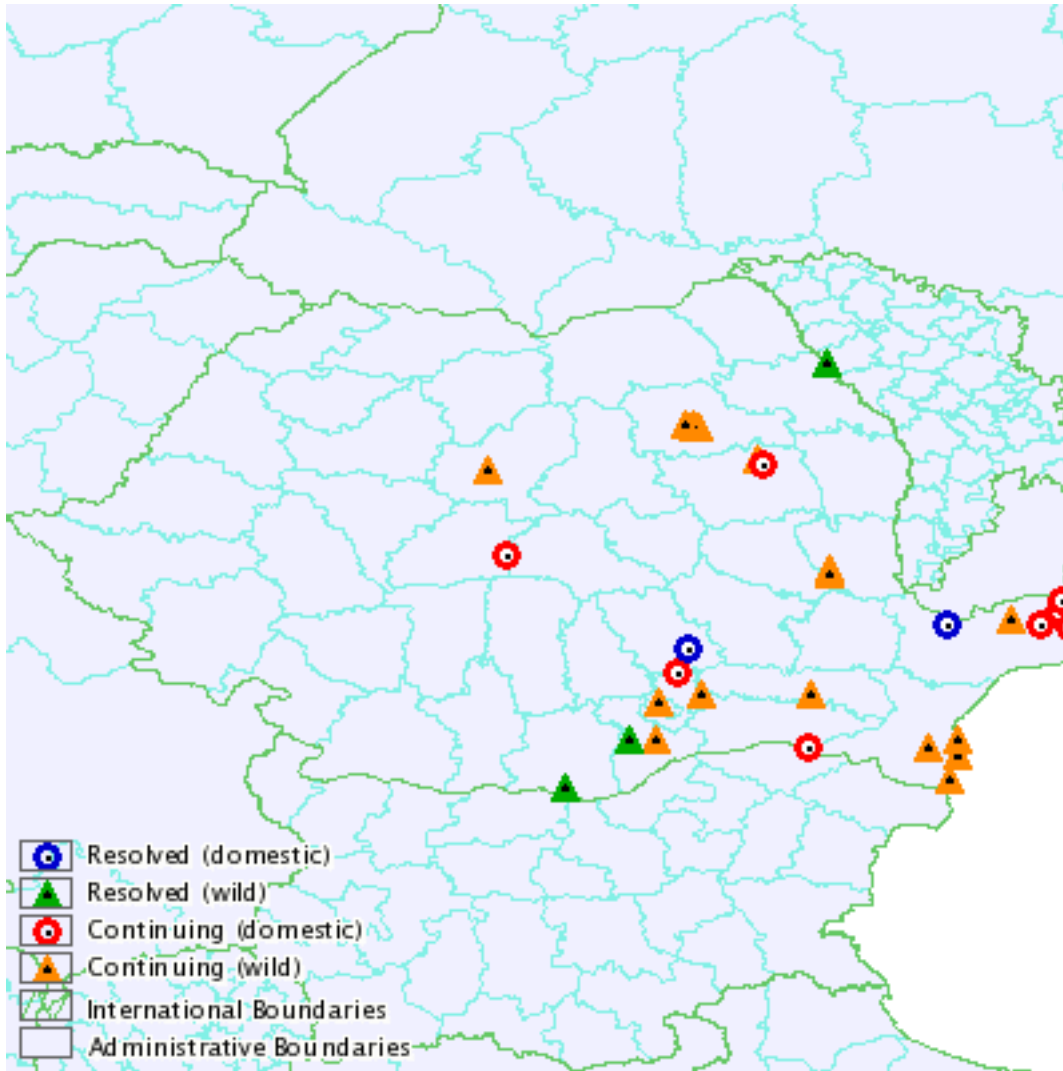 Resolved (domestic)
Resolved (wild)
Continuing (domestic)
Continuing (wild)
International Boundaries
Administrative Boundaries